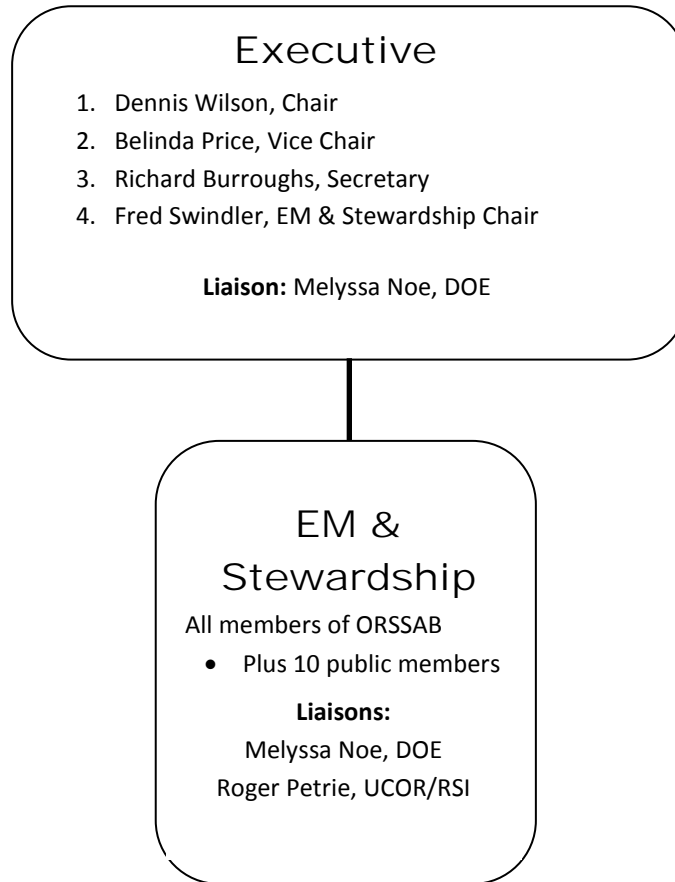 Executive
1. Dennis Wilson, Chair
2. Belinda Price, Vice Chair
3. Richard Burroughs, Secretary
4. Fred Swindler, EM & Stewardship Chair
Liaison: Melyssa Noe, DOE
EM &
Stewardship
All members of ORSSAB
• Plus 10 public members
Liaisons:
Melyssa Noe, DOE
Roger Petrie, UCOR/RSI